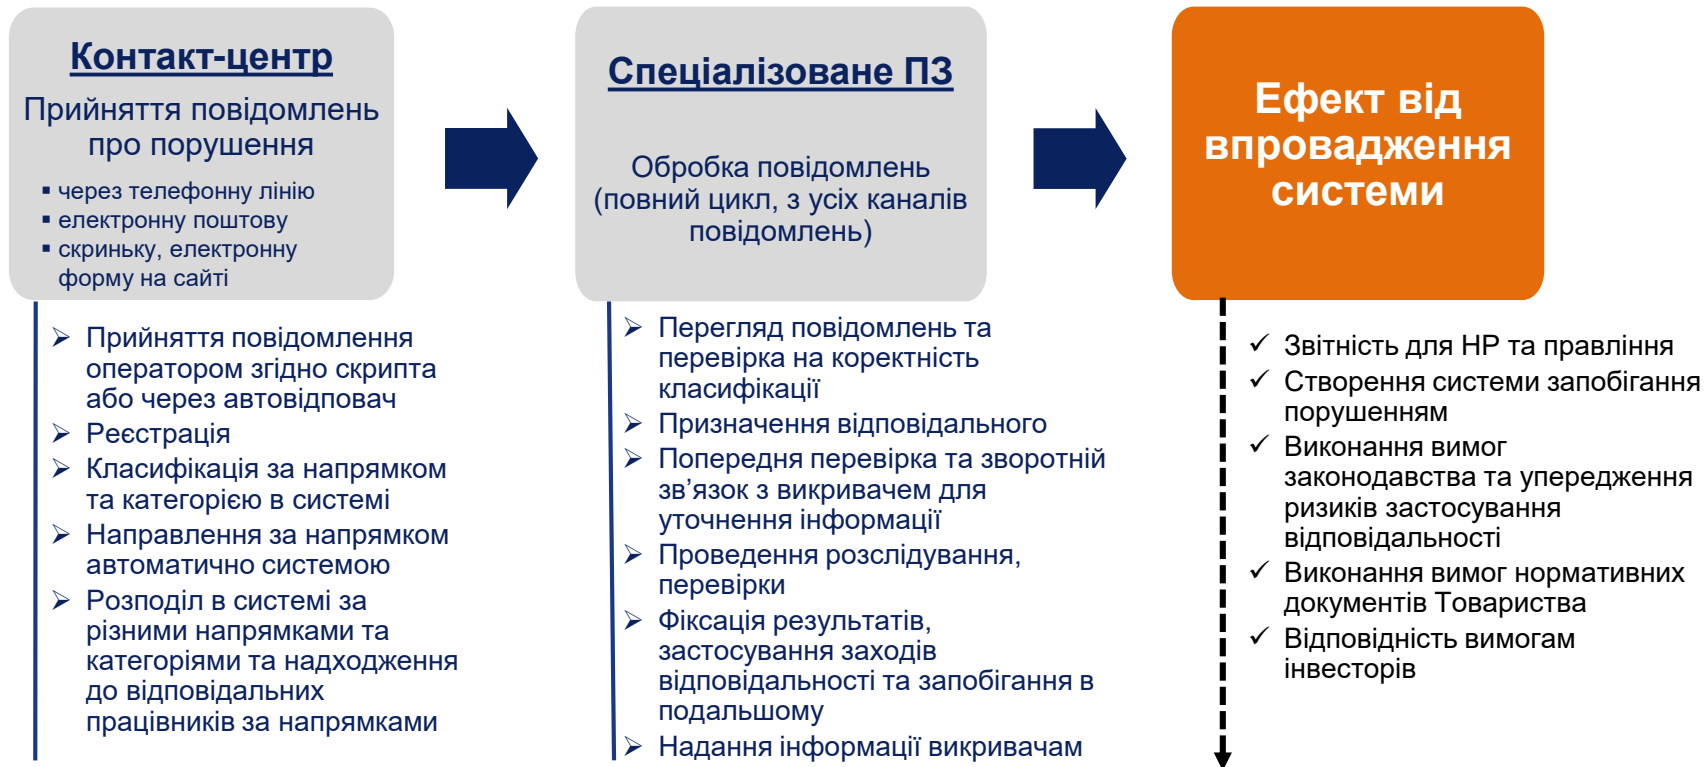 Контакт-центр
Прийняття повідомлень
про порушення
▪ через телефонну лінію
▪ електронну поштову
▪ скриньку, електронну
форму на сайті
➢ Прийняття повідомлення
оператором згідно скрипта
або через автовідповач
➢ Реєстрація
➢ Класифікація за напрямком
та категорією в системі
➢ Направлення за напрямком
автоматично системою
➢ Розподіл в системі за
різними напрямками та
категоріями та надходження
до відповідальних
працівників за напрямками
Спеціалізоване ПЗ
Обробка повідомлень
(повний цикл, з усіх каналів
повідомлень)
➢ Перегляд повідомлень та
перевірка на коректність
класифікації
➢ Призначення відповідального
➢ Попередня перевірка та зворотній
зв’язок з викривачем для
уточнення інформації
➢ Проведення розслідування,
перевірки
➢ Фіксація результатів,
застосування заходів
відповідальності та запобігання в
подальшому
➢ Надання інформації викривачам
Ефект від
впровадження
системи
✓ Звітність для НР та правління
✓ Створення системи запобігання
порушенням
✓ Виконання вимог
законодавства та упередження
ризиків застосування
відповідальності
✓ Виконання вимог нормативних
документів Товариства
✓ Відповідність вимогам
інвесторів